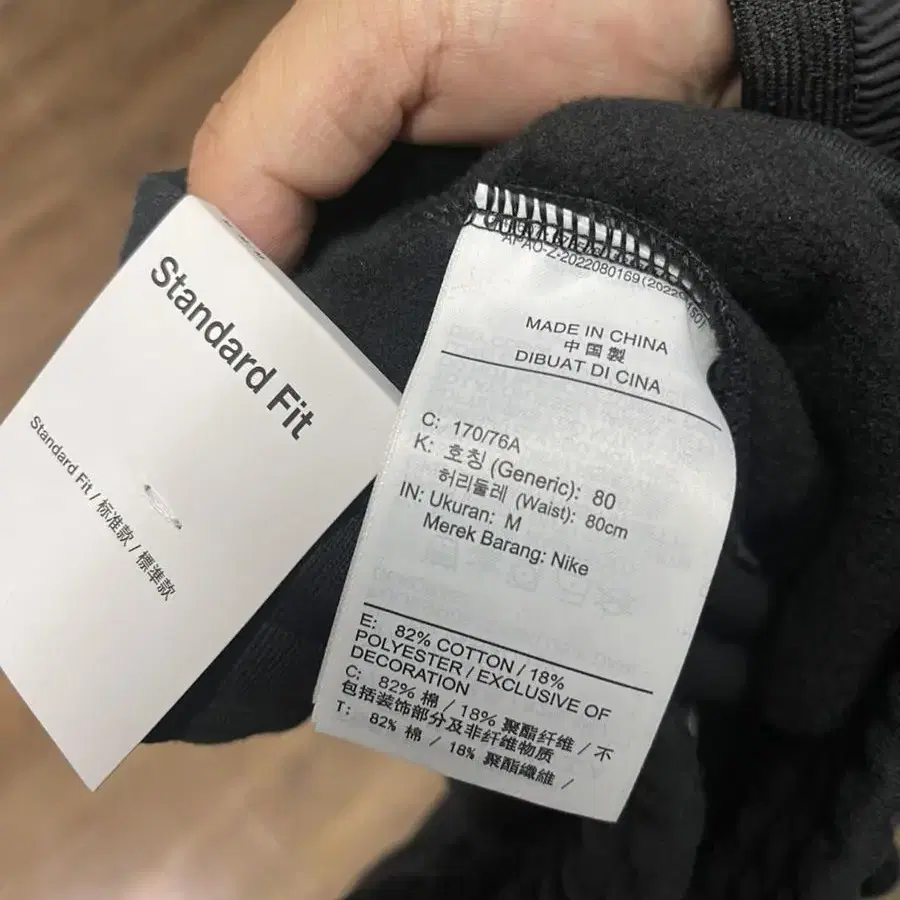 Standard Fit
Standard Fit / 标准款 / 標準款
MADE IN CHINA
中国製
DIBUAT DI CINA
C: 170/76A
K: 호칭 (Generic): 80
허리둘레 (Waist): 80cm
IN: Ukuran: M
Merek Barang: Nike
E: 82% COTTON / 18%
POLYESTER / EXCLUSIVE OF
DECORATION
C: 82% 棉 / 18% 聚酯纤维 / 不
包括装饰部分及非纤维物质
T: 82% 棉 / 18% 聚酯纖維 /